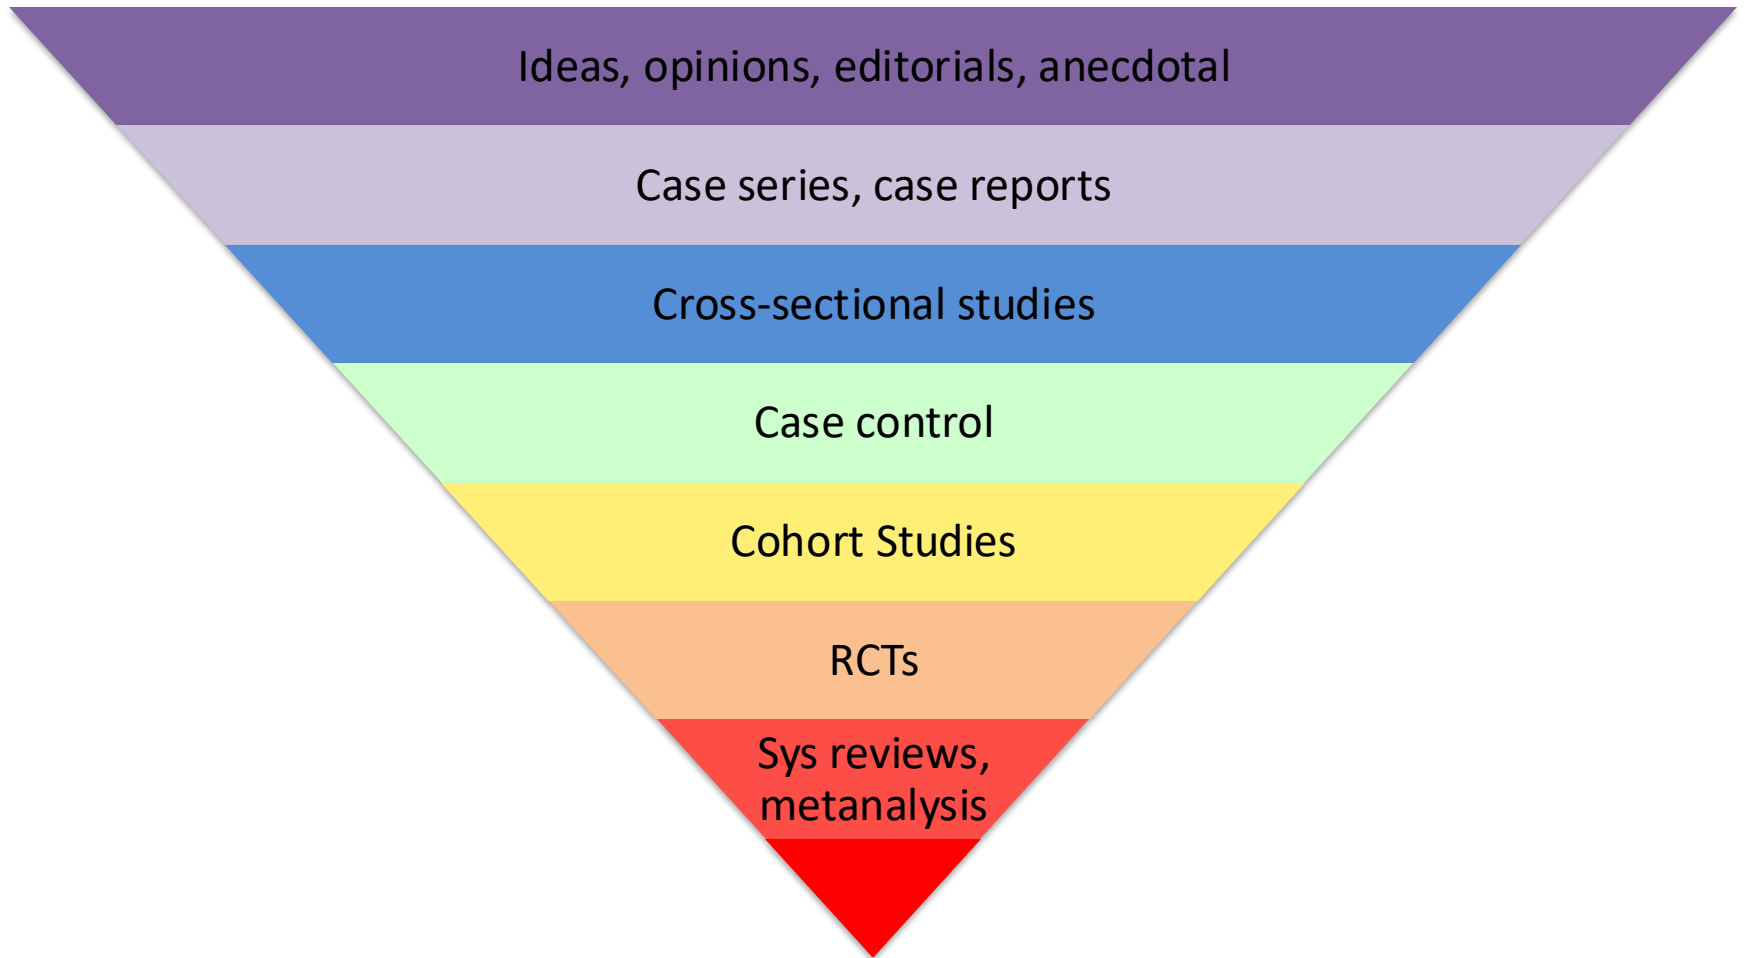 Ideas, opinions, editorials, anecdotal
Case series, case reports
Cross-sectional studies
Case control
Cohort Studies
RCTs
Sys reviews,
metanalysis